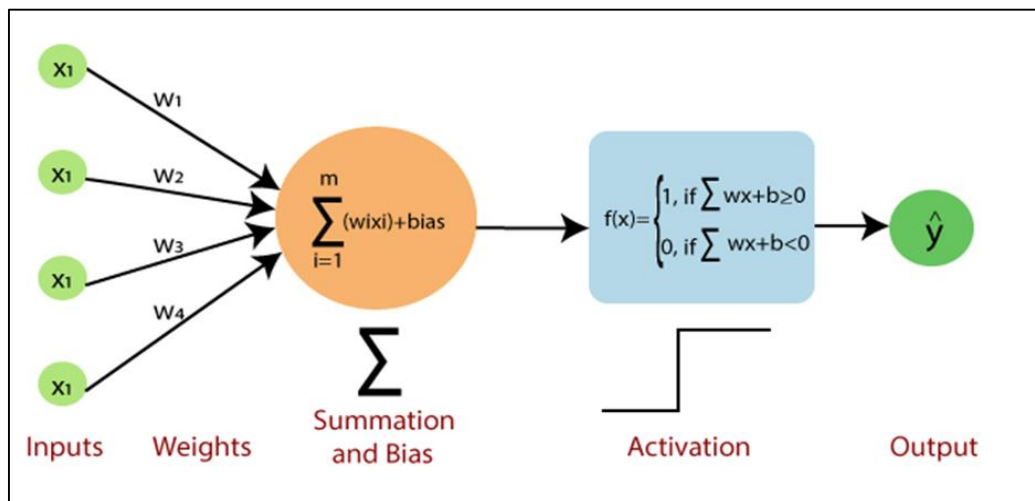 x1
x1
x1
x1
w1
w2
w3
w4
m
∑(wixi)+bias
i=1
f(x)={1, if ∑ wx+b≥0
0, if ∑ wx+b<0
ŷ
∑
Inputs
Weights
Summation
and Bias
Activation
Output